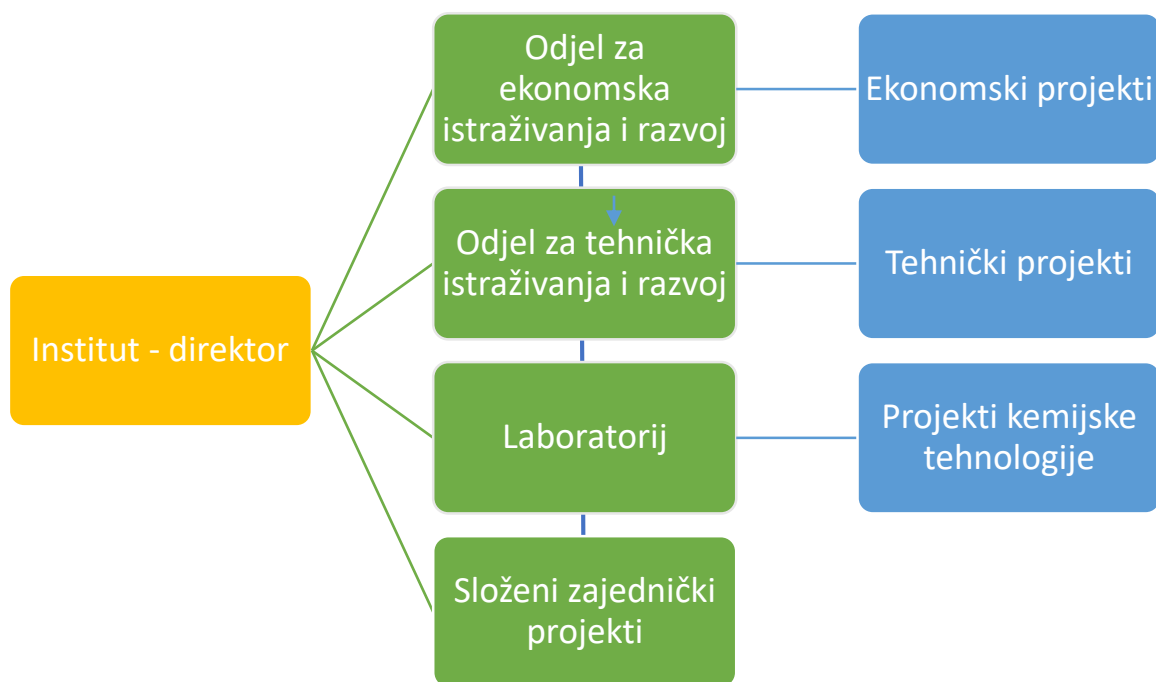 Odjel za
ekonomska
istraživanja i razvoj
Ekonomski projekti
Odjel za tehnička
istraživanja i razvoj
Tehnički projekti
Institut - direktor
Laboratorij
Projekti kemijske
tehnologije
Složeni zajednički
projekti